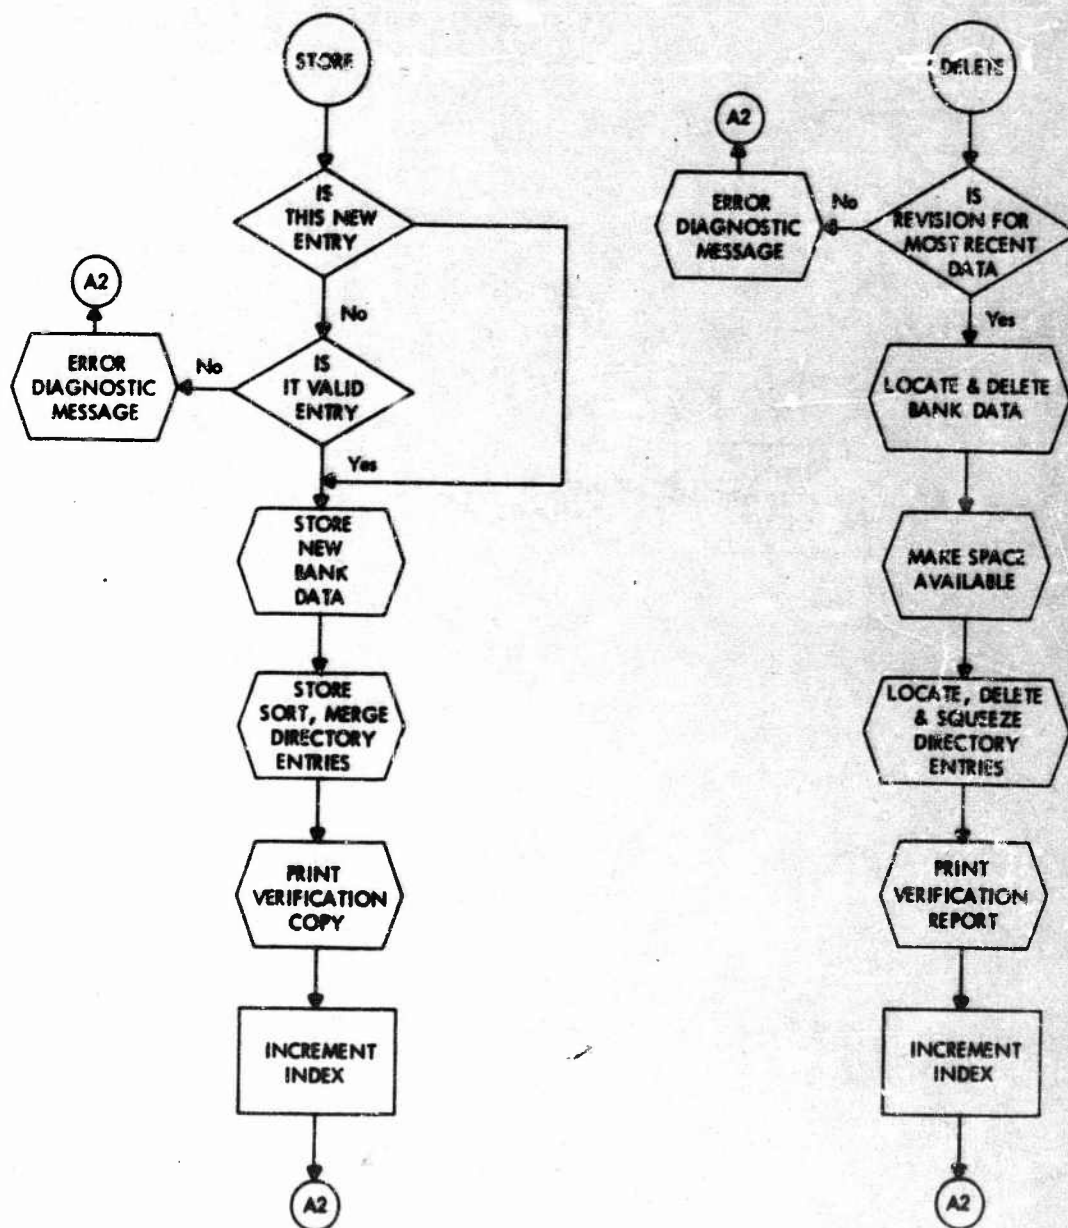 STORE
IS
THIS NEW
ENTRY
No
A2
ERROR
DIAGNOSTIC
MESSAGE
No
IS
IT VALID
ENTRY
Yes
STORE
NEW
BANK
DATA
STORE
SORT, MERGE
DIRECTORY
ENTRIES
PRINT
VERIFICATION
COPY
INCREMENT
INDEX
A2
DELETE
A2
ERROR
DIAGNOSTIC
MESSAGE
No
IS
REVISION FOR
MOST RECENT
DATA
Yes
LOCATE & DELETE
BANK DATA
MAKE SPACE
AVAILABLE
LOCATE, DELETE
& SQUEEZE
DIRECTORY
ENTRIES
PRINT
VERIFICATION
REPORT
INCREMENT
INDEX
A2